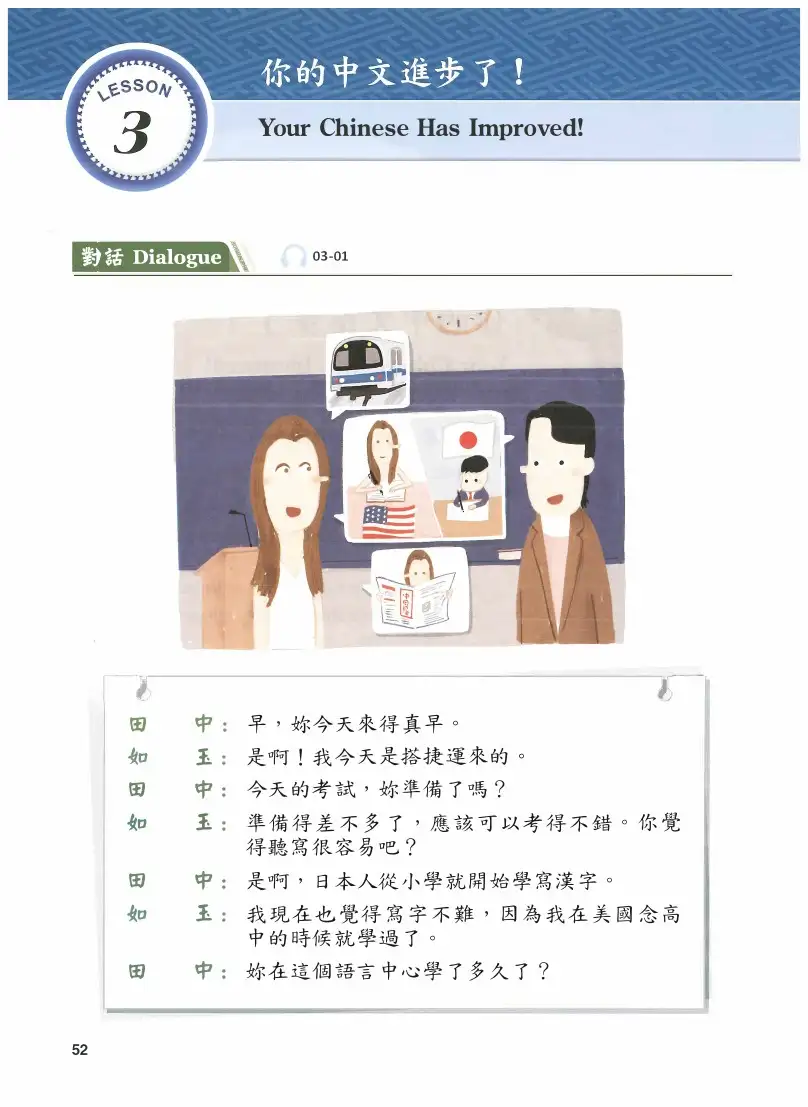 LESSON
3
你的中文進步了！
Your Chinese Has Improved!
對話 Dialogue
03-01
田　中：早，妳今天來得真早。
如　玉：是啊！我今天是搭捷運來的。
田　中：今天的考試，妳準備了嗎？
如　玉：準備得差不多了，應該可以考得不錯。你覺
得聽寫很容易吧？
田　中：是啊，日本人從小學就開始學寫漢字。
如　玉：我現在也覺得寫字不難，因為我在美國念高
中的時候就學過了。
田　中：妳在這個語言中心學了多久了？
52